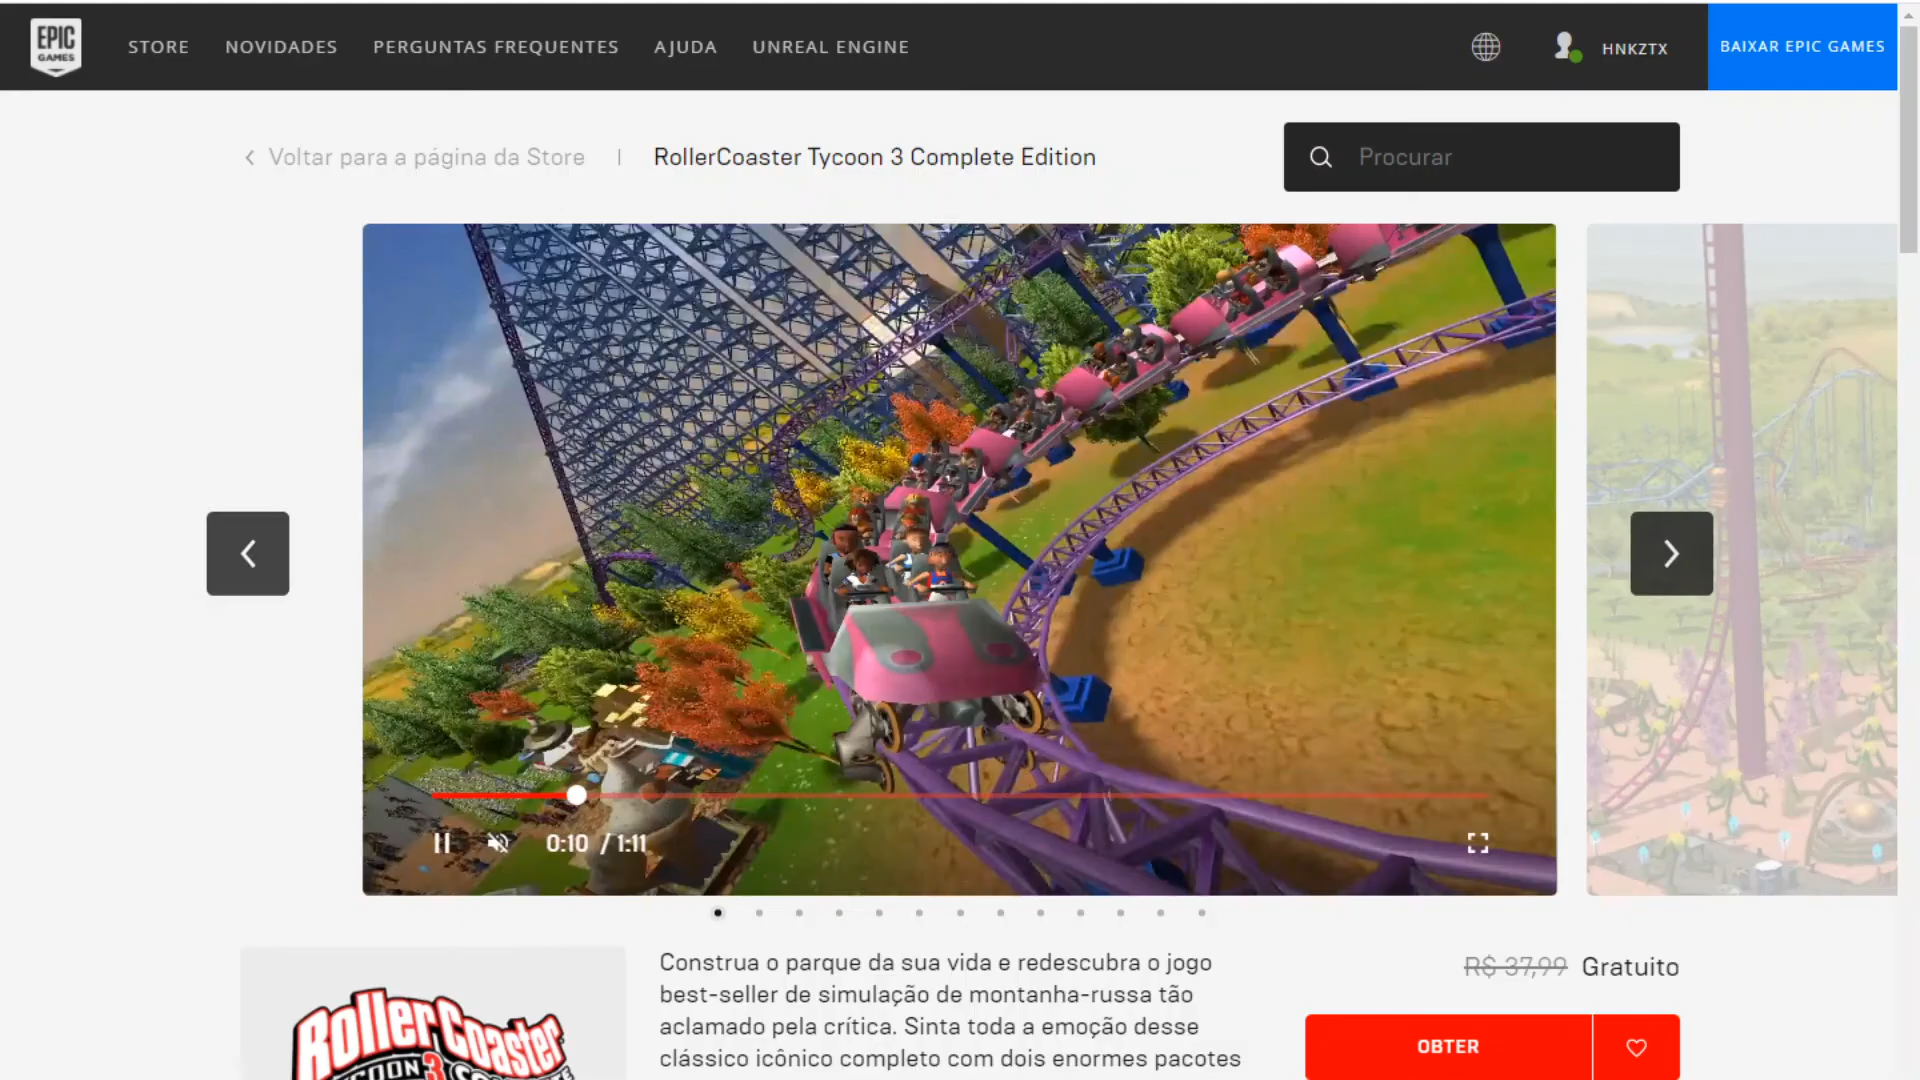 EPIC
GAMES
STORE
NOVIDADES
PERGUNTAS FREQUENTES
AJUDA
UNREAL ENGINE
HNKZTX
BAIXAR EPIC GAMES
Voltar para a página da Store
RollerCoaster Tycoon 3 Complete Edition
Procurar
0:10 / 1:11
Construa o parque da sua vida e redescubra o jogo
best-seller de simulação de montanha-russa tão
aclamado pela crítica. Sinta toda a emoção desse
clássico icônico completo com dois enormes pacotes
R$ 37,99 Gratuito
OBTER
RollerCoaster
3